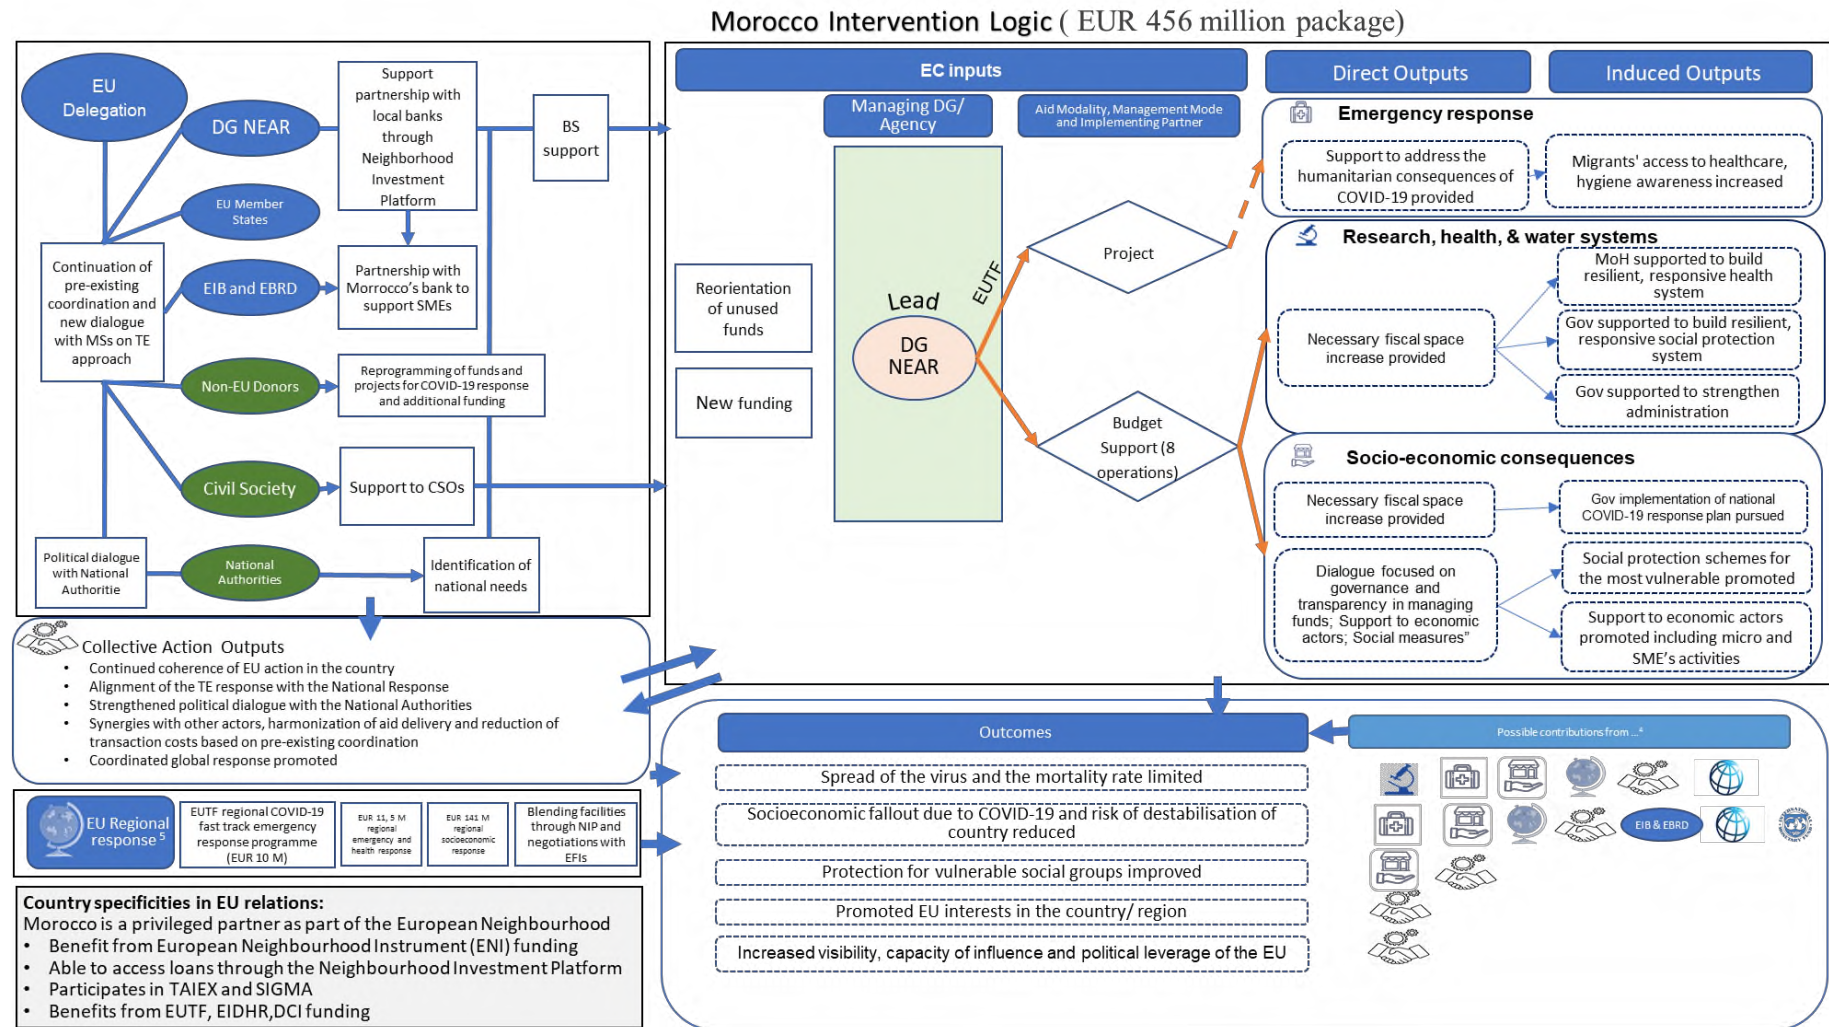 Morocco Intervention Logic ( EUR 456 million package)
EU
Delegation
DG NEAR
EU Member
States
EIB and EBRD
Non-EU Donors
Civil Society
National
Authorities
Continuation of
pre-existing
coordination and
new dialogue
with MSs on TE
approach
Political dialogue
with National
Authoritie
Support
partnership with
local banks
through
Neighborhood
Investment
Platform
BS
support
Partnership with
Morrocco's bank to
support SMEs
Reprogramming of funds and
projects for COVID-19 response
and additional funding
Support to CSOs
Identification of
national needs
EC inputs
Managing DG/
Agency
Aid Modality, Management Mode
and Implementing Partner
Reorientation
of unused
funds
New funding
Lead
DG
NEAR
EUTF
Project
Budget
Support (8
operations)
Direct Outputs
Induced Outputs
Emergency response
Support to address the
humanitarian consequences of
COVID-19 provided
Migrants' access to healthcare,
hygiene awareness increased
Research, health, & water systems
Necessary fiscal space
increase provided
MoH supported to build
resilient, responsive health
system
Gov supported to build resilient,
responsive social protection
system
Gov supported to strengthen
administration
Socio-economic consequences
Necessary fiscal space
increase provided
Gov implementation of national
COVID-19 response plan pursued
Dialogue focused on
governance and
transparency in managing
funds; Support to economic
actors; Social measures"
Social protection schemes for
the most vulnerable promoted
Support to economic actors
promoted including micro and
SME's activities
Collective Action Outputs
• Continued coherence of EU action in the country
• Alignment of the TE response with the National Response
• Strengthened political dialogue with the National Authorities
• Synergies with other actors, harmonization of aid delivery and reduction of
transaction costs based on pre-existing coordination
• Coordinated global response promoted
EU Regional
response 5
EUTF regional COVID-19
fast track emergency
response programme
(EUR 10 M)
EUR 11, 5 M
regional
emergency and
health response
EUR 141 M
regional
socioeconomic
response
Blending facilities
through NIP and
negotiations with
EFIs
Country specificities in EU relations:
Morocco is a privileged partner as part of the European Neighbourhood
• Benefit from European Neighbourhood Instrument (ENI) funding
• Able to access loans through the Neighbourhood Investment Platform
• Participates in TAIEX and SIGMA
• Benefits from EUTF, EIDHR,DCI funding
Outcomes
Spread of the virus and the mortality rate limited
Socioeconomic fallout due to COVID-19 and risk of destabilisation of
country reduced
Protection for vulnerable social groups improved
Promoted EU interests in the country/ region
Increased visibility, capacity of influence and political leverage of the EU
Possible contributions from ...4
EIB & EBRD